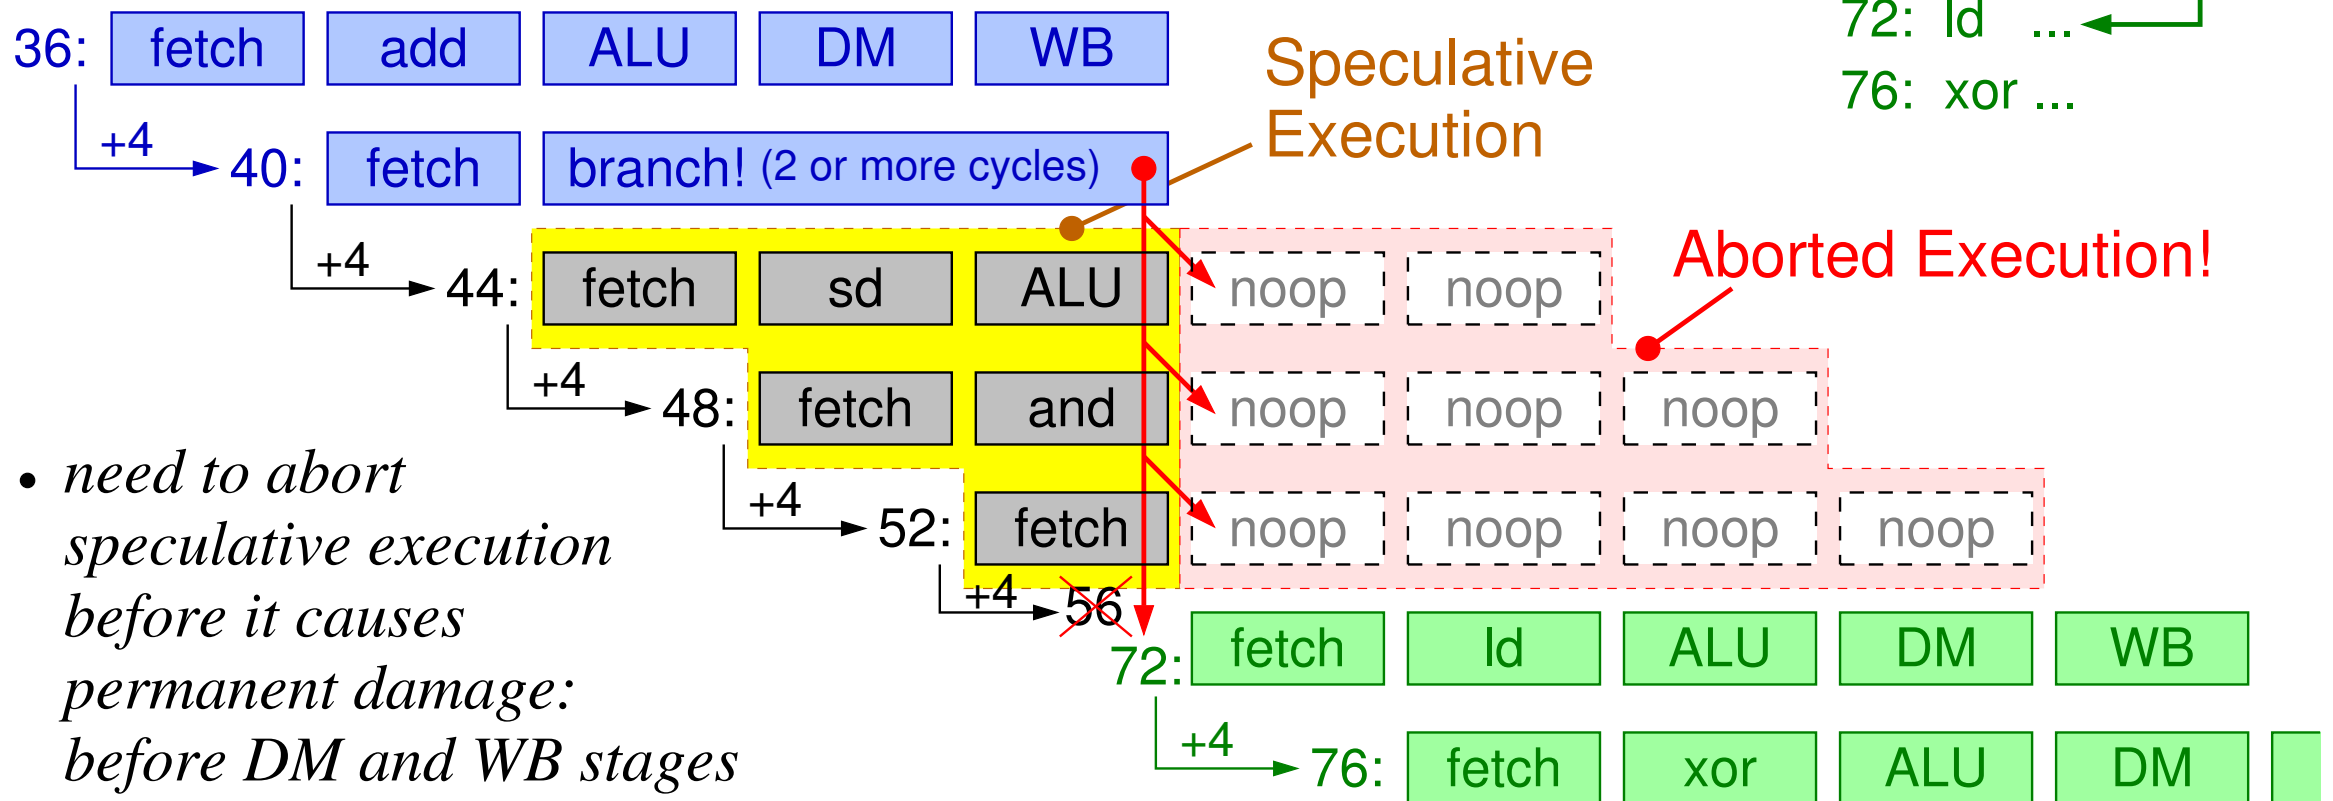 36: fetch add ALU DM WB
72: ld ...
76: xor ...
Speculative
Execution
+4 40: fetch branch! (2 or more cycles)
+4 44: fetch sd ALU noop noop
Aborted Execution!
+4 48: fetch and noop noop noop
+4 52: fetch noop noop noop noop
+4 56
72: fetch ld ALU DM WB
+4 76: fetch xor ALU DM
• need to abort
speculative execution
before it causes
permanent damage:
before DM and WB stages